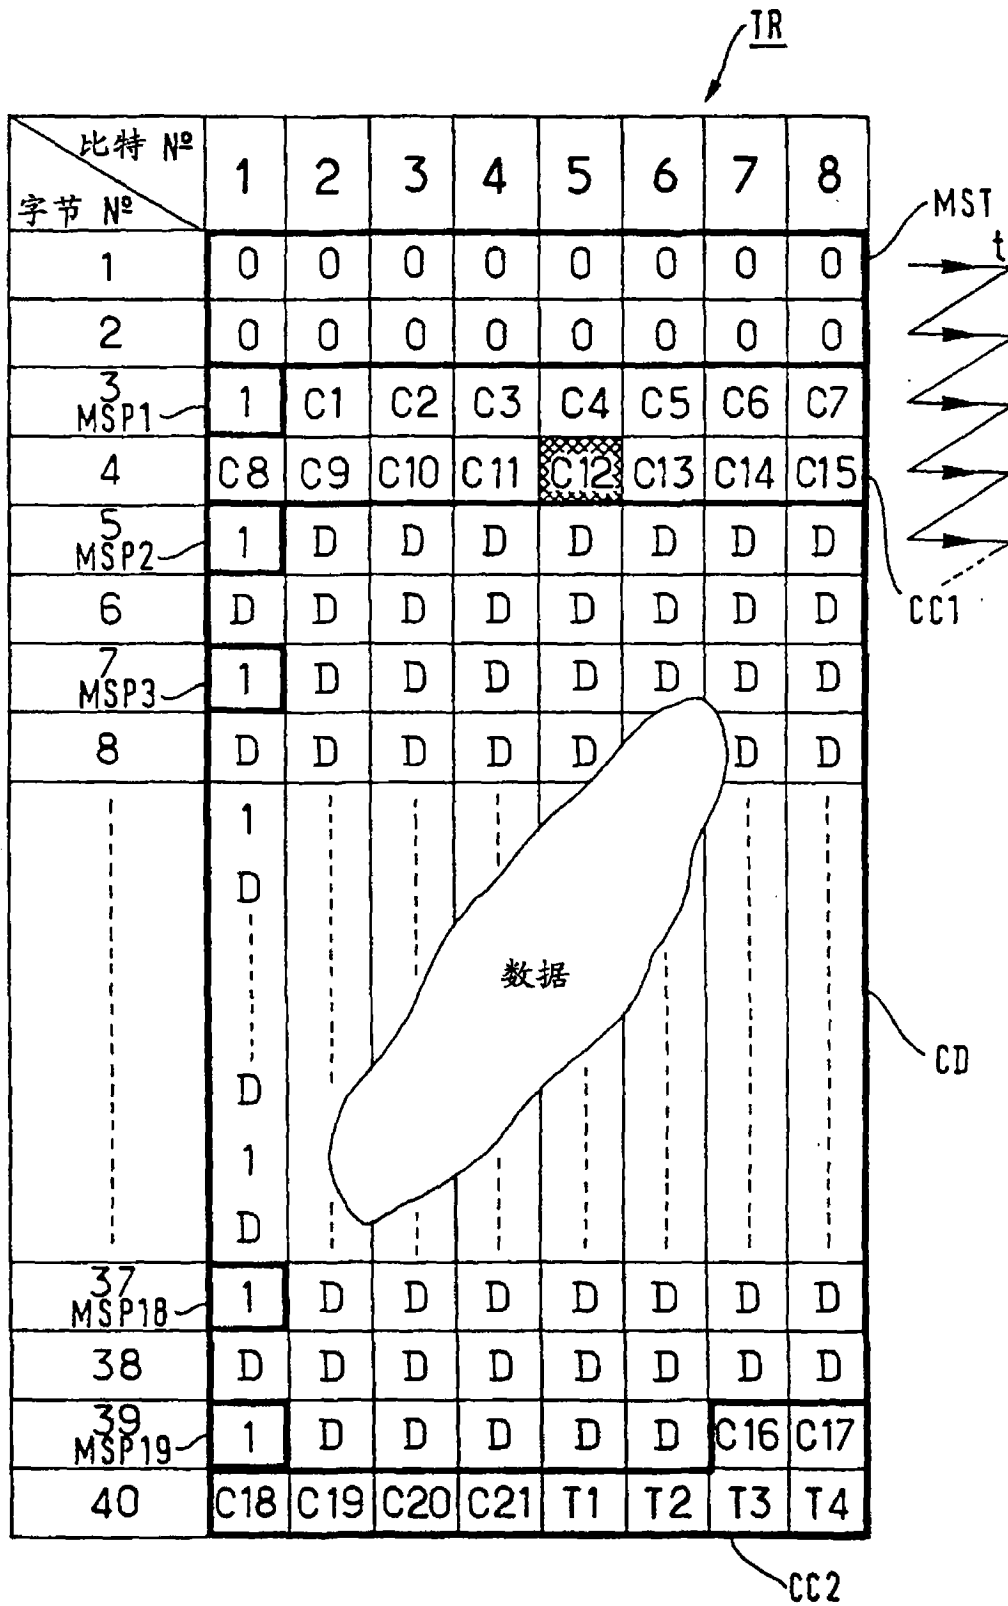 TR
比特 Nº 1 2 3 4 5 6 7 8
字节 Nº
MST
t
1 0 0 0 0 0 0 0 0
2 0 0 0 0 0 0 0 0
3 MSP1 1 C1 C2 C3 C4 C5 C6 C7
4 C8 C9 C10 C11 C12 C13 C14 C15
CC1
5 MSP2 1 D D D D D D D
6 D D D D D D D D
7 MSP3 1 D D D D D D D
8 D D D D D D D
1
D
数据
CD
D
1
D
37 MSP18 1 D D D D D D D
38 D D D D D D D D
39 MSP19 1 D D D D D C16 C17
40 C18 C19 C20 C21 T1 T2 T3 T4
CC2